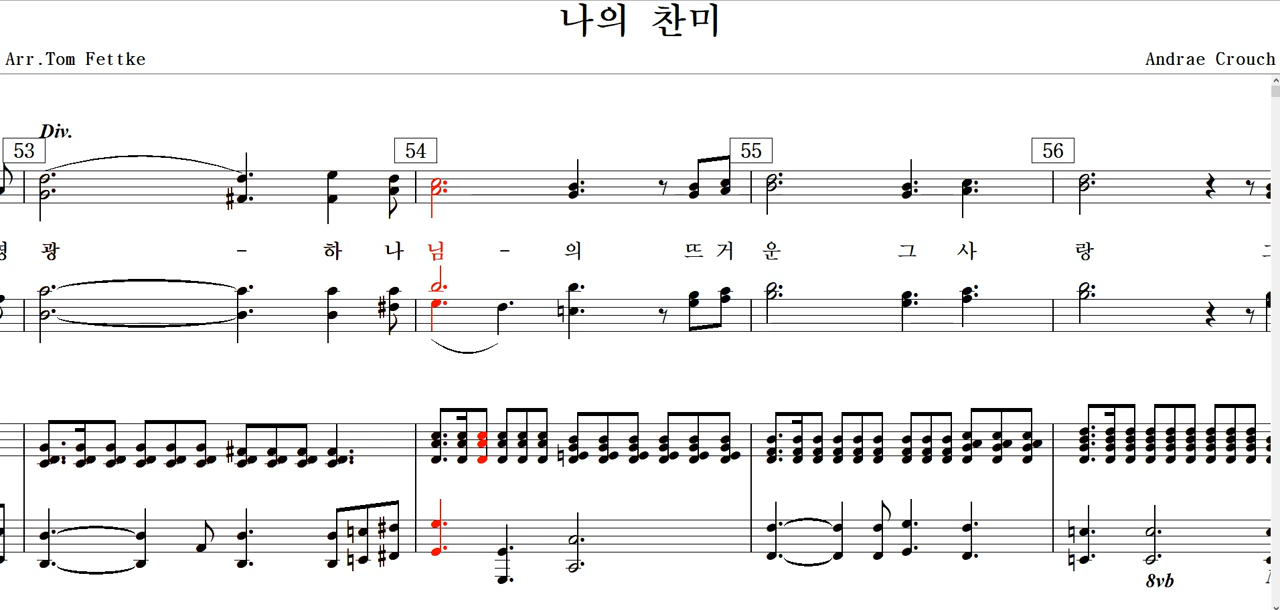 나의 찬미
Arr.Tom Fettke
Andrae Crouch
Div.
53
54
55
56
광 - 하 나 님 - 의 뜨 거 운 그 사 랑
8vb